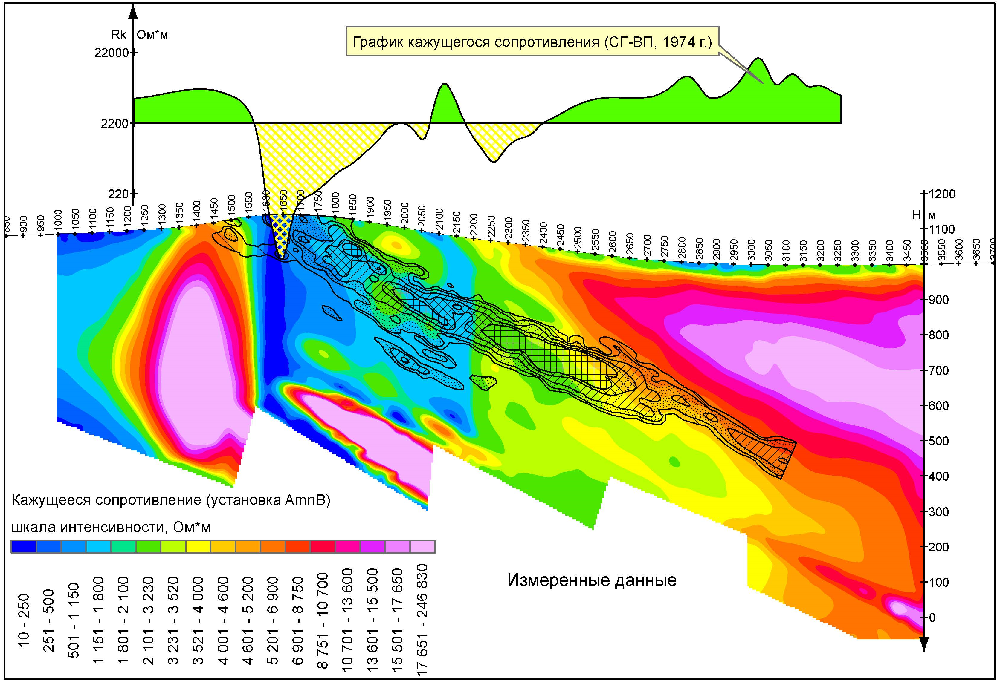 Rk Ом*м
График кажущегося сопротивления (СГ-ВП, 1974 г.)
22000
2200
220
850 900 950 1000 1050 1100 1150 1200 1250 1300 1350 1400 1450 1500 1550 1600 1650 1700 1750 1800 1850 1900 1950 2000 2050 2100 2150 2200 2250 2300 2350 2400 2450 2500 2550 2600 2650 2700 2750 2800 2850 2900 2950 3000 3050 3100 3150 3200 3250 3300 3350 3400 3450 3500 3550 3600 3650 3700
1200
H м
1100
900
800
700
600
500
400
300
200
100
0
Кажущееся сопротивление (установка AmnB)
шкала интенсивности, Ом*м
10 - 250
251 - 500
501 - 1 150
1 151 - 1 800
1 801 - 2 100
2 101 - 3 230
3 231 - 3 520
3 521 - 4 000
4 001 - 4 600
4 601 - 5 200
5 201 - 6 900
6 901 - 8 750
8 751 - 10 700
10 701 - 13 600
13 601 - 15 500
15 501 - 17 650
17 651 - 246 830
Измеренные данные